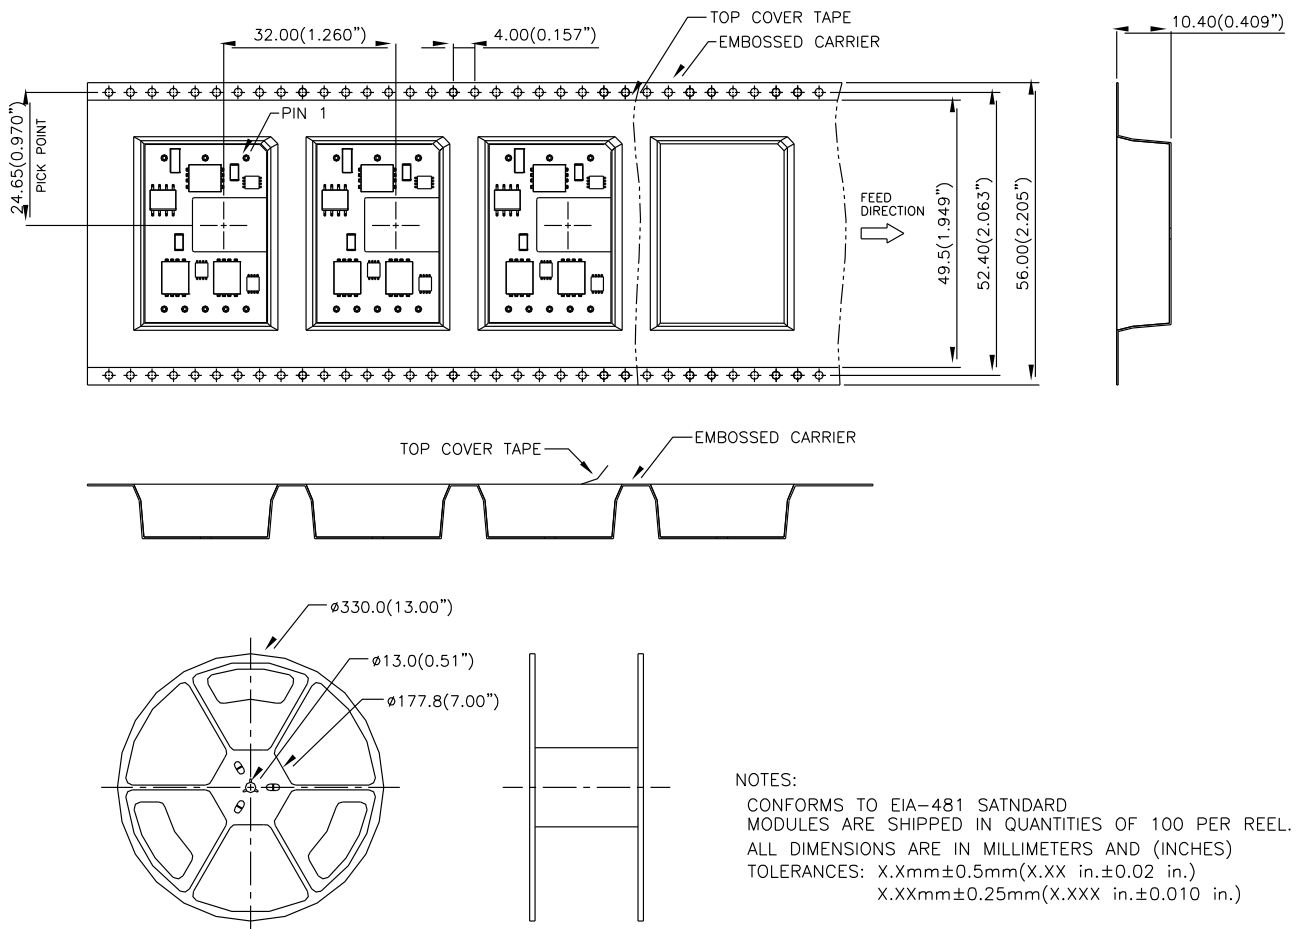 TOP COVER TAPE
EMBOSSED CARRIER
32.00(1.260")
4.00(0.157")
10.40(0.409")
PIN 1
24.65(0.970")
PICK POINT
FEED
DIRECTION
49.5(1.949")
52.40(2.063")
56.00(2.205")
TOP COVER TAPE
EMBOSSED CARRIER
ø330.0(13.00")
ø13.0(0.51")
ø177.8(7.00")
NOTES:
CONFORMS TO EIA-481 SATNDARD
MODULES ARE SHIPPED IN QUANTITIES OF 100 PER REEL.
ALL DIMENSIONS ARE IN MILLIMETERS AND (INCHES)
TOLERANCES: X.Xmm±0.5mm(X.XX in.±0.02 in.)
X.XXmm±0.25mm(X.XXX in.±0.010 in.)